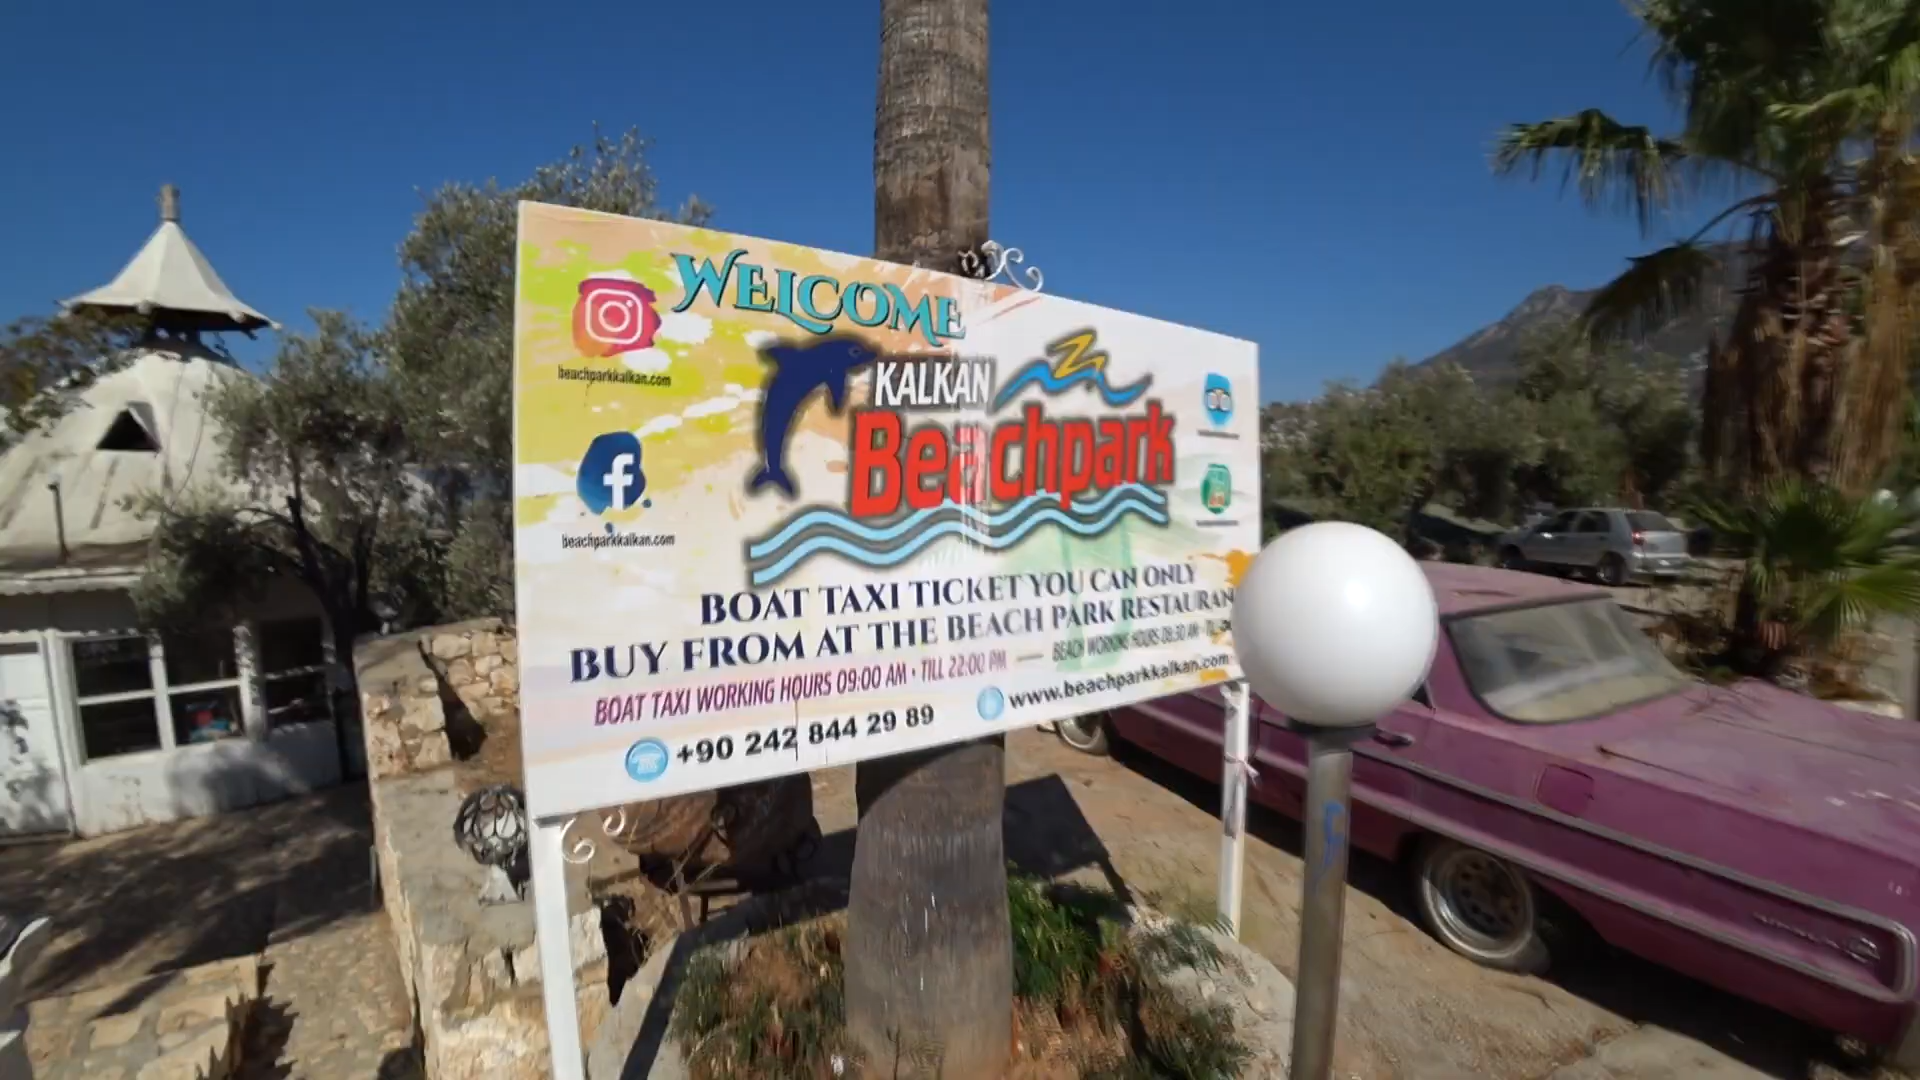 WELCOME
beachparkkalkan.com
KALKAN
Beachpark
beachparkkalkan.com
BOAT TAXI TICKET YOU CAN ONLY
BUY FROM AT THE BEACH PARK RESTAURAN
BOAT TAXI WORKING HOURS 09:00 AM • TILL 22:00 PM — BEACH WORKING HOURS 08:30 AM
+90 242 844 29 89
www.beachparkkalkan.com